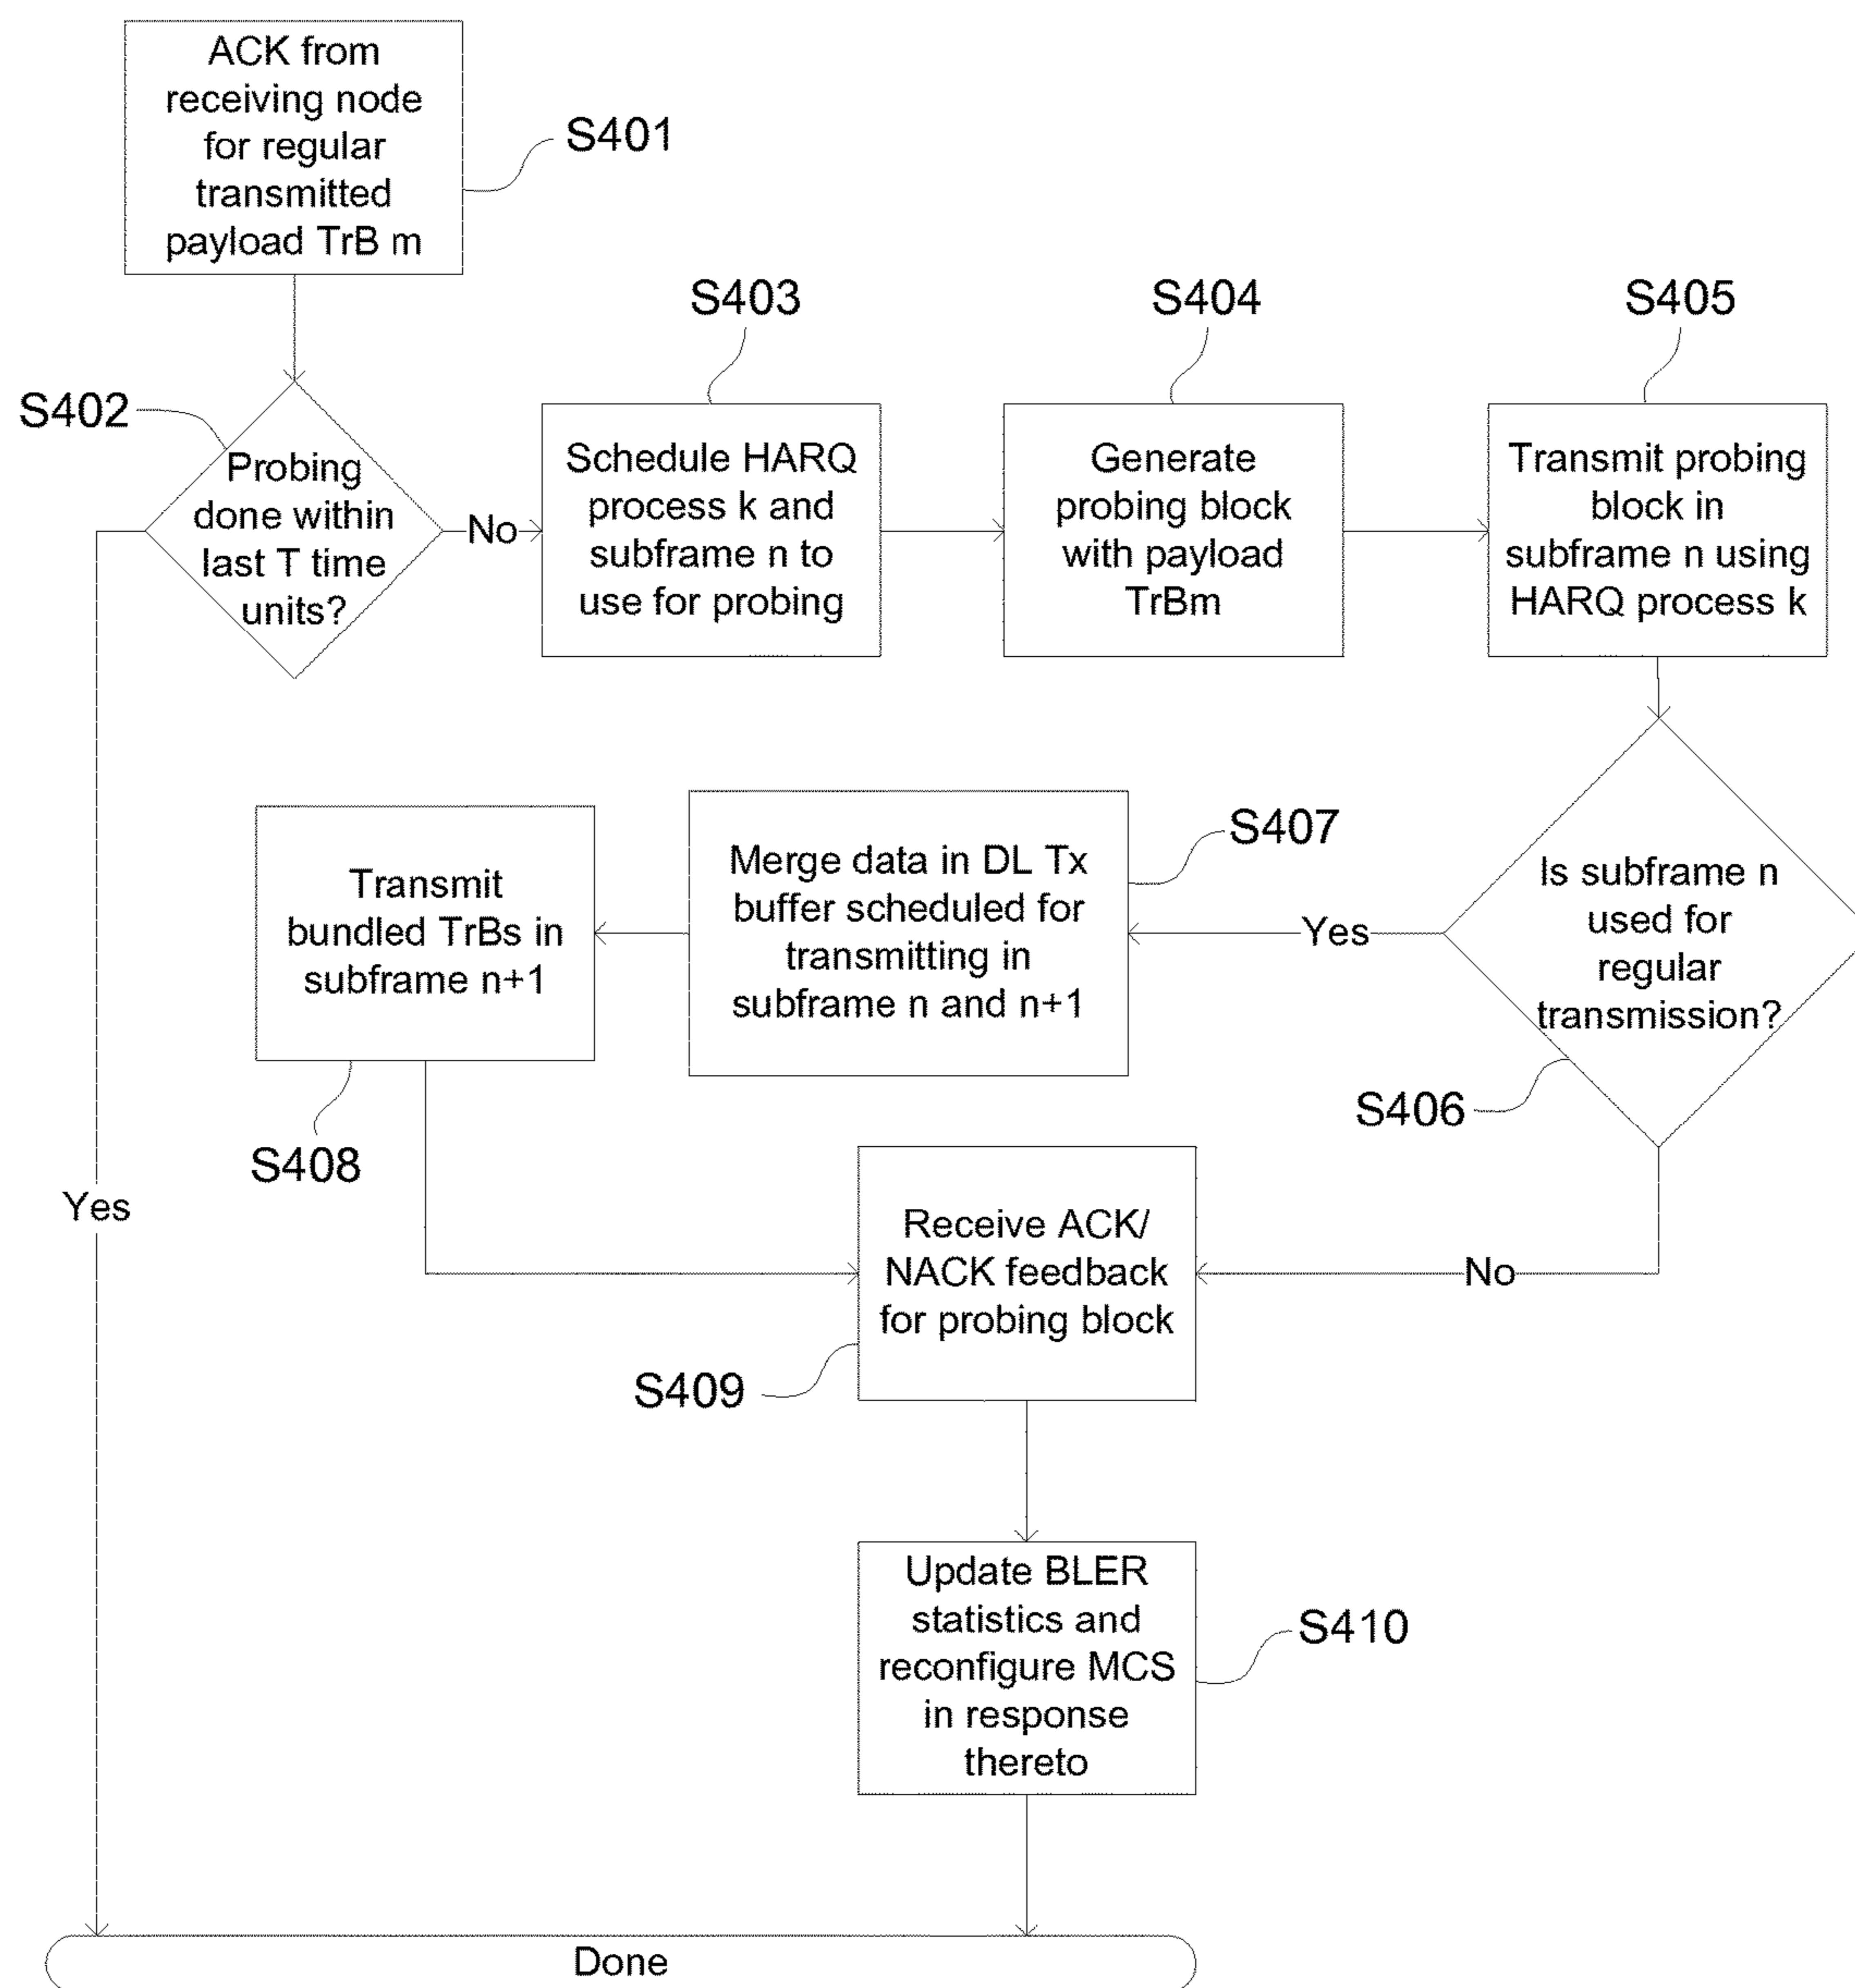 ACK from
receiving node
for regular
transmitted
payload TrB m
S401
S402
Probing
done within
last T time
units?
No
Yes
S403
Schedule HARQ
process k and
subframe n to
use for probing
S404
Generate
probing block
with payload
TrBm
S405
Transmit probing
block in
subframe n using
HARQ process k
Is subframe n
used for
regular
transmission?
S406
Yes
No
S407
Merge data in DL Tx
buffer scheduled for
transmitting in
subframe n and n+1
Transmit
bundled TrBs in
subframe n+1
S408
Receive ACK/
NACK feedback
for probing block
S409
Update BLER
statistics and
reconfigure MCS
in response
thereto
S410
Done